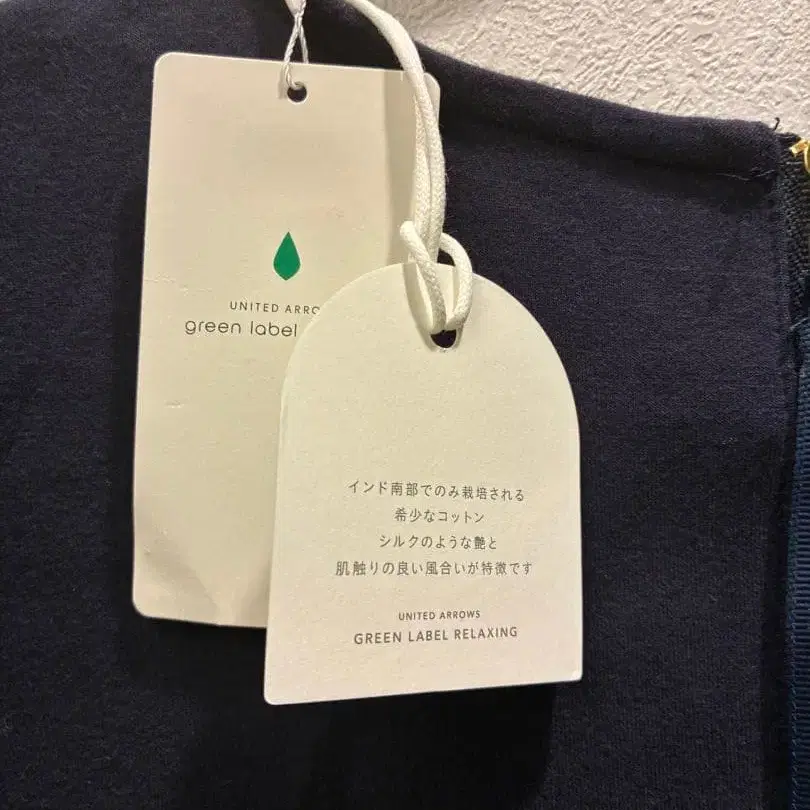 UNITED
green label
インド南部でのみ栽培される
希少なコットン
シルクのような艶と
肌触りの良い風合いが特徴です
UNITED ARROWS
GREEN LABEL RELAXING